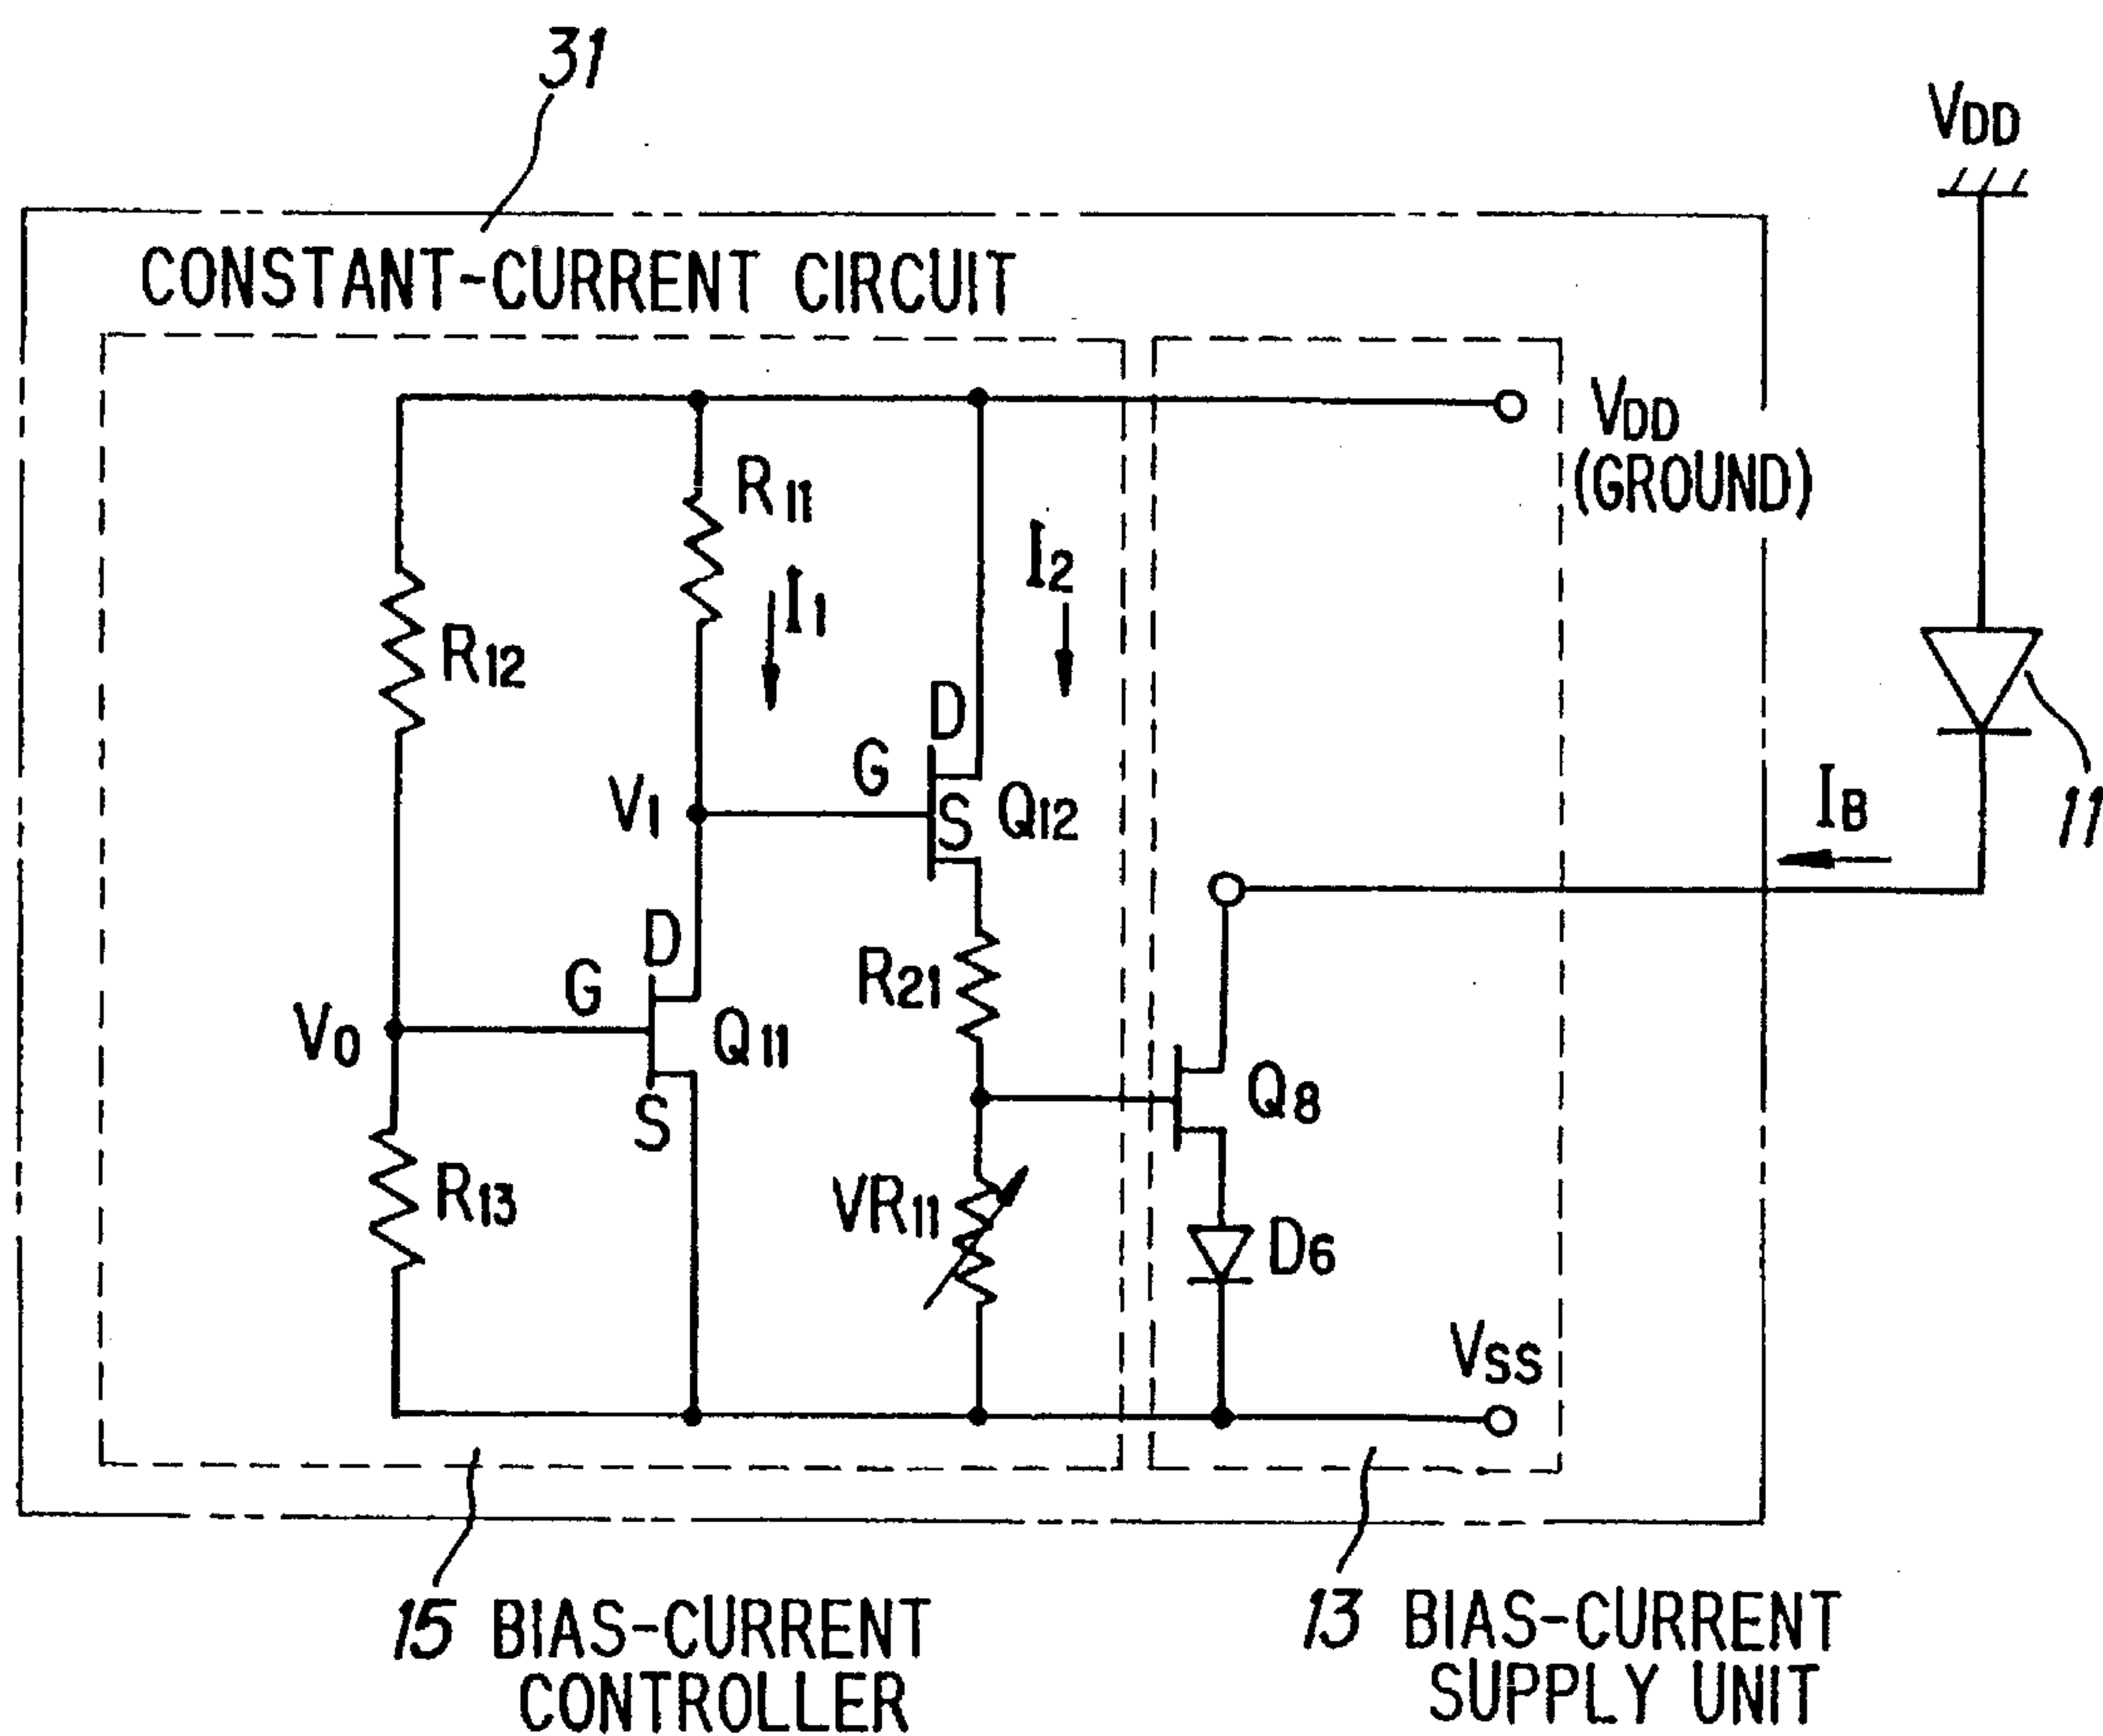 31
VDD
CONSTANT-CURRENT CIRCUIT
VDD
(GROUND)
R11
I1
I2
R12
D
G
V1
S
Q12
IB
11
D
G
R21
V0
Q11
S
Q8
R13
VR11
D6
VSS
15 BIAS-CURRENT
CONTROLLER
13 BIAS-CURRENT
SUPPLY UNIT